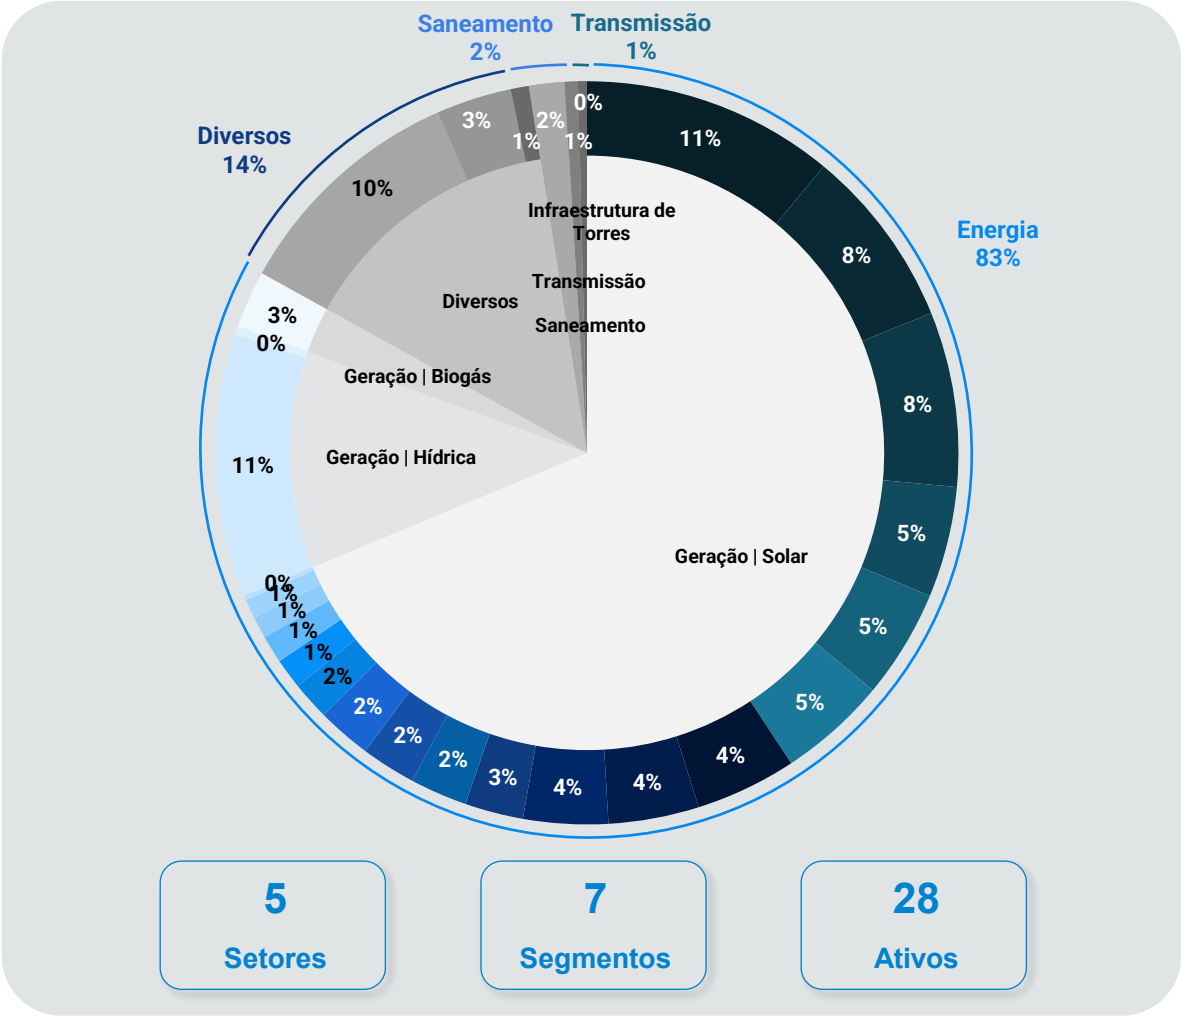 Saneamento
2%
Transmissão
1%
Diversos
14%
Energia
83%
0%
11%
8%
8%
5%
5%
5%
4%
4%
4%
3%
2%
2%
2%
2%
1%
1%
1%
1%
0%
11%
0%
3%
10%
3%
1%
2%
1%
Infraestrutura de
Torres
Transmissão
Saneamento
Diversos
Geração | Biogás
Geração | Hídrica
Geração | Solar
5
Setores
7
Segmentos
28
Ativos